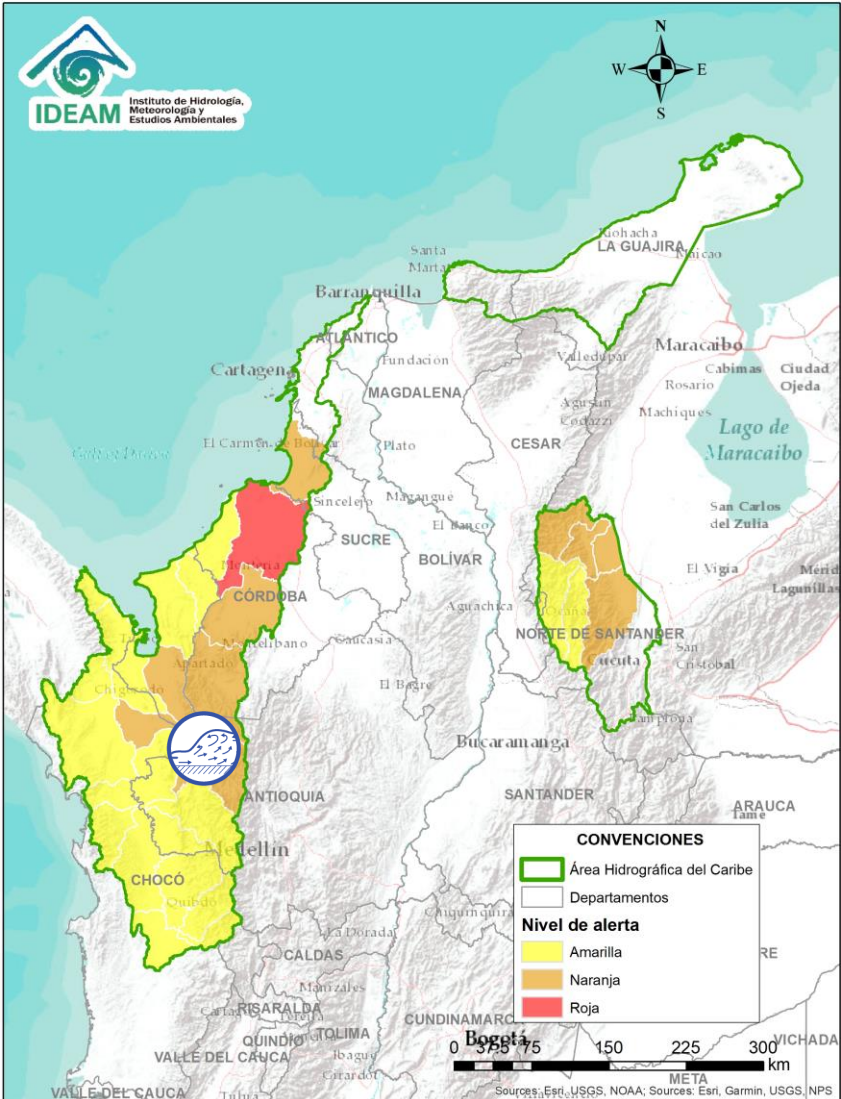 IDEAM
Instituto de Hidrología,
Meteorología y
Estudios Ambientales
N
W E
S
Riohacha
LA GUAJIRA
Maicao
Santa
Marta
Barranquilla
ATLÁNTICO
Cartagena
Fundación
Valledupar
Maracaibo
Cabimas
Ciudad
Ojeda
Rosario
MAGDALENA
Agustín
Codazzi
Machiques
El Carmen de Bolívar
Plato
CESAR
Lago de
Maracaibo
Sincelejo
Magangué
San Carlos
del Zulia
El Banco
SUCRE
BOLÍVAR
El Vigía
Montería
CÓRDOBA
Aguachica
Ocaña
Lagunillas
NORTE DE SANTANDER
Montelíbano
Caucasia
San
Cristóbal
Apartadó
Cúcuta
Chigorodó
El Bagre
Pamplona
Bucaramanga
ANTIOQUIA
SANTANDER
ARAUCA
Tame
Medellín
CHOCÓ
Quibdó
La Dorada
CALDAS
Manizales
RISARALDA
CUNDINAMARC
QUINDÍO
TOLIMA
Bogotá
VICHADA
VALLE DEL CAUCA
Ibagué
Girardot
META
VALLE DEL CAUCA
Tuluá
CONVENCIONES
Área Hidrográfica del Caribe
Departamentos
Nivel de alerta
Amarilla
Naranja
Roja
0 37.5 75 150 225 300
km
Sources: Esri, USGS, NOAA; Sources: Esri, Garmin, USGS, NPS